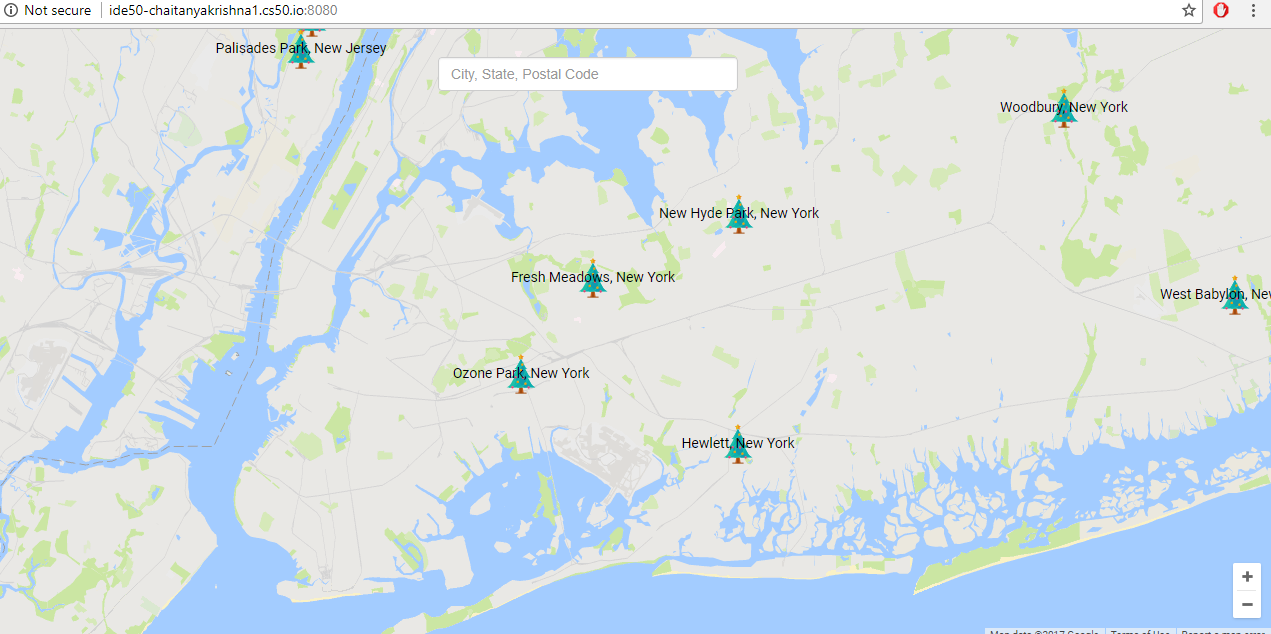 Not secure
ide50-chaitanyakrishna1.cs50.io:8080
Palisades Park, New Jersey
City, State, Postal Code
Woodbury, New York
New Hyde Park, New York
Fresh Meadows, New York
West Babylon, New
Ozone Park, New York
Hewlett, New York
+
−
Map data ©2017 Google
Terms of Use
Report a map error